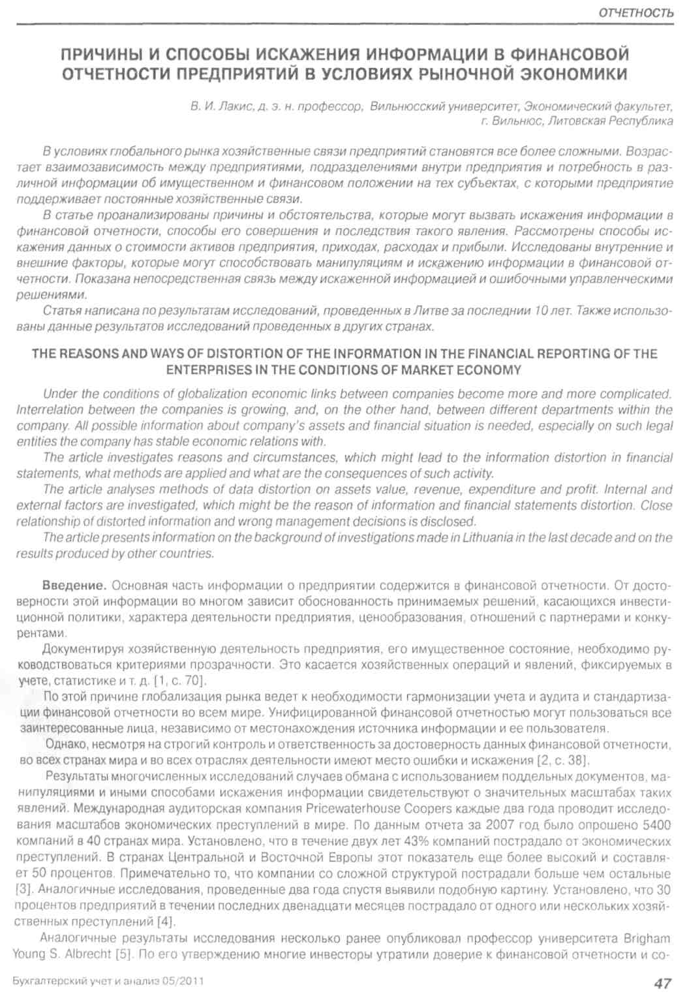 ОТЧЕТНОСТЬ
ПРИЧИНЫ И СПОСОБЫ ИСКАЖЕНИЯ ИНФОРМАЦИИ В ФИНАНСОВОЙ
ОТЧЕТНОСТИ ПРЕДПРИЯТИЙ В УСЛОВИЯХ РЫНОЧНОЙ ЭКОНОМИКИ
В. И. Лакис, д. э. н. профессор, Вильнюсский университет, Экономический факультет,
г. Вильнюс, Литовская Республика
В условиях глобального рынка хозяйственные связи предприятий становятся все более сложными. Возрас-
тает взаимозависимость между предприятиями, подразделениями внутри предприятия и потребность в раз-
личной информации об имущественном и финансовом положении на тех субъектах, с которыми предприятие
поддерживает постоянные хозяйственные связи.
В статье проанализированы причины и обстоятельства, которые могут вызвать искажения информации в
финансовой отчетности, способы его совершения и последствия такого явления. Рассмотрены способы ис-
кажения данных о стоимости активов предприятия, приходах, расходах и прибыли. Исследованы внутренние и
внешние факторы, которые могут способствовать манипуляциям и искажению информации в финансовой от-
четности. Показана непосредственная связь между искаженной информацией и ошибочными управленческими
решениями.
Статья написана по результатам исследований, проведенных в Литве за последнии 10 лет. Также использо-
ваны данные результатов исследований проведенных в других странах.
THE REASONS AND WAYS OF DISTORTION OF THE INFORMATION IN THE FINANCIAL REPORTING OF THE
ENTERPRISES IN THE CONDITIONS OF MARKET ECONOMY
Under the conditions of globalization economic links between companies become more and more complicated.
Interrelation between the companies is growing, and, on the other hand, between different departments within the
company. All possible information about company's assets and financial situation is needed, especially on such legal
entities the company has stable economic relations with.
The article investigates reasons and circumstances, which might lead to the information distortion in financial
statements, what methods are applied and what are the consequences of such activity.
The article analyses methods of data distortion on assets value, revenue, expenditure and profit. Internal and
external factors are investigated, which might be the reason of information and financial statements distortion. Close
relationship of distorted information and wrong management decisions is disclosed.
The article presents information on the background of investigations made in Lithuania in the last decade and on the
results produced by other countries.
Введение. Основная часть информации о предприятии содержится в финансовой отчетности. От досто-
верности этой информации во многом зависит обоснованность принимаемых решений, касающихся инвести-
ционной политики, характера деятельности предприятия, ценообразования, отношений с партнерами и конку-
рентами.
Документируя хозяйственную деятельность предприятия, его имущественное состояние, необходимо ру-
ководствоваться критериями прозрачности. Это касается хозяйственных операций и явлений, фиксируемых в
учете, статистике и т. д. [1, с. 70].
По этой причине глобализация рынка ведет к необходимости гармонизации учета и аудита и стандартиза-
ции финансовой отчетности во всем мире. Унифицированной финансовой отчетностью могут пользоваться все
заинтересованные лица, независимо от местонахождения источника информации и ее пользователя.
Однако, несмотря на строгий контроль и ответственность за достоверность данных финансовой отчетности,
во всех странах мира и во всех отраслях деятельности имеют место ошибки и искажения [2, с. 38].
Результаты многочисленных исследований случаев обмана с использованием поддельных документов, ма-
нипуляциями и иными способами искажения информации свидетельствуют о значительных масштабах таких
явлений. Международная аудиторская компания Pricewaterhouse Coopers каждые два года проводит исследо-
вания масштабов экономических преступлений в мире. По данным отчета за 2007 год было опрошено 5400
компаний в 40 странах мира. Установлено, что в течение двух лет 43% компаний пострадало от экономических
преступлений. В странах Центральной и Восточной Европы этот показатель еще более высокий и составля-
ет 50 процентов. Примечательно то, что компании со сложной структурой пострадали больше чем остальные
[3]. Аналогичные исследования, проведенные два года спустя выявили подобную картину. Установлено, что 30
процентов предприятий в течении последних двенадцати месяцев пострадало от одного или нескольких хозяй-
ственных преступлений [4].
Аналогичные результаты исследования несколько ранее опубликовал профессор университета Brigham
Young S. Albrecht [5]. По его утверждению многие инвесторы утратили доверие к финансовой отчетности и со-
Бухгалтерский учет и анализ 05/2011
47